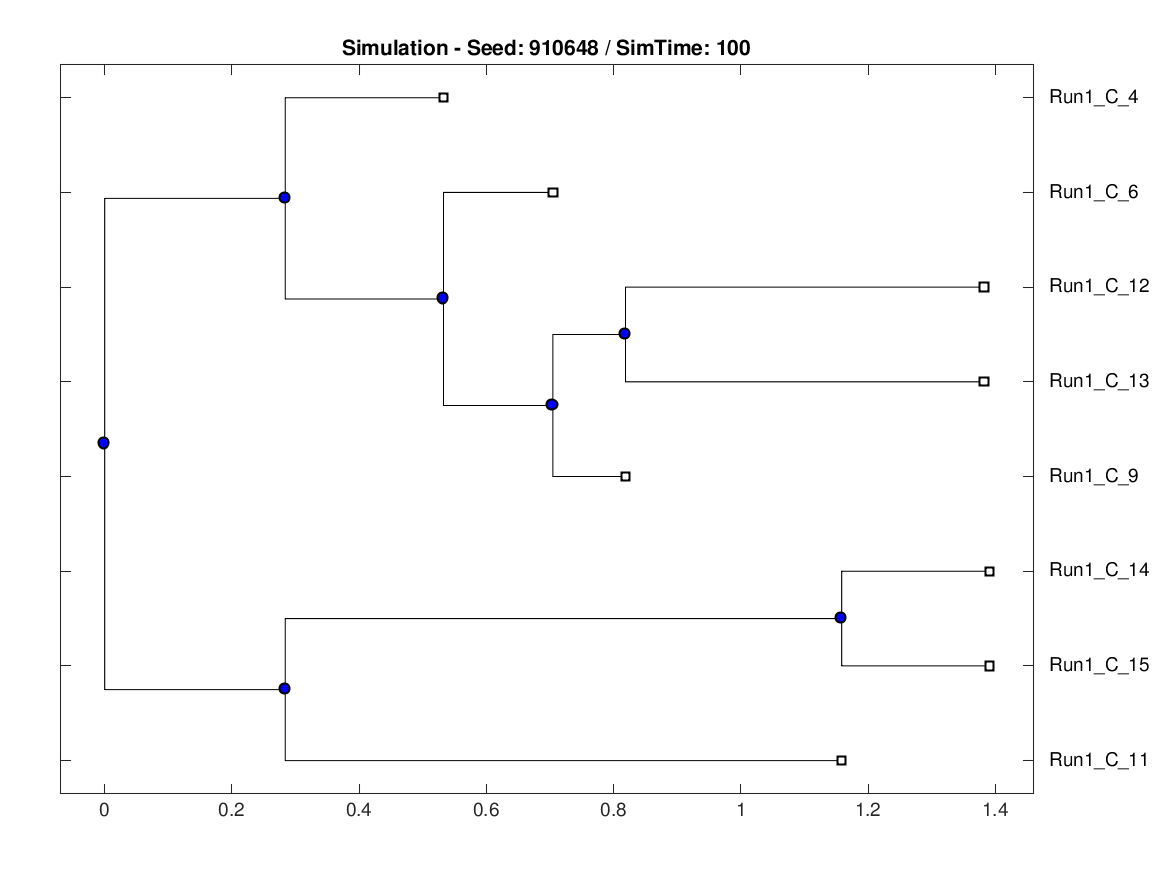 Simulation - Seed: 910648 / SimTime: 100
Run1_C_4
Run1_C_6
Run1_C_12
Run1_C_13
Run1_C_9
Run1_C_14
Run1_C_15
Run1_C_11
0 0.2 0.4 0.6 0.8 1 1.2 1.4